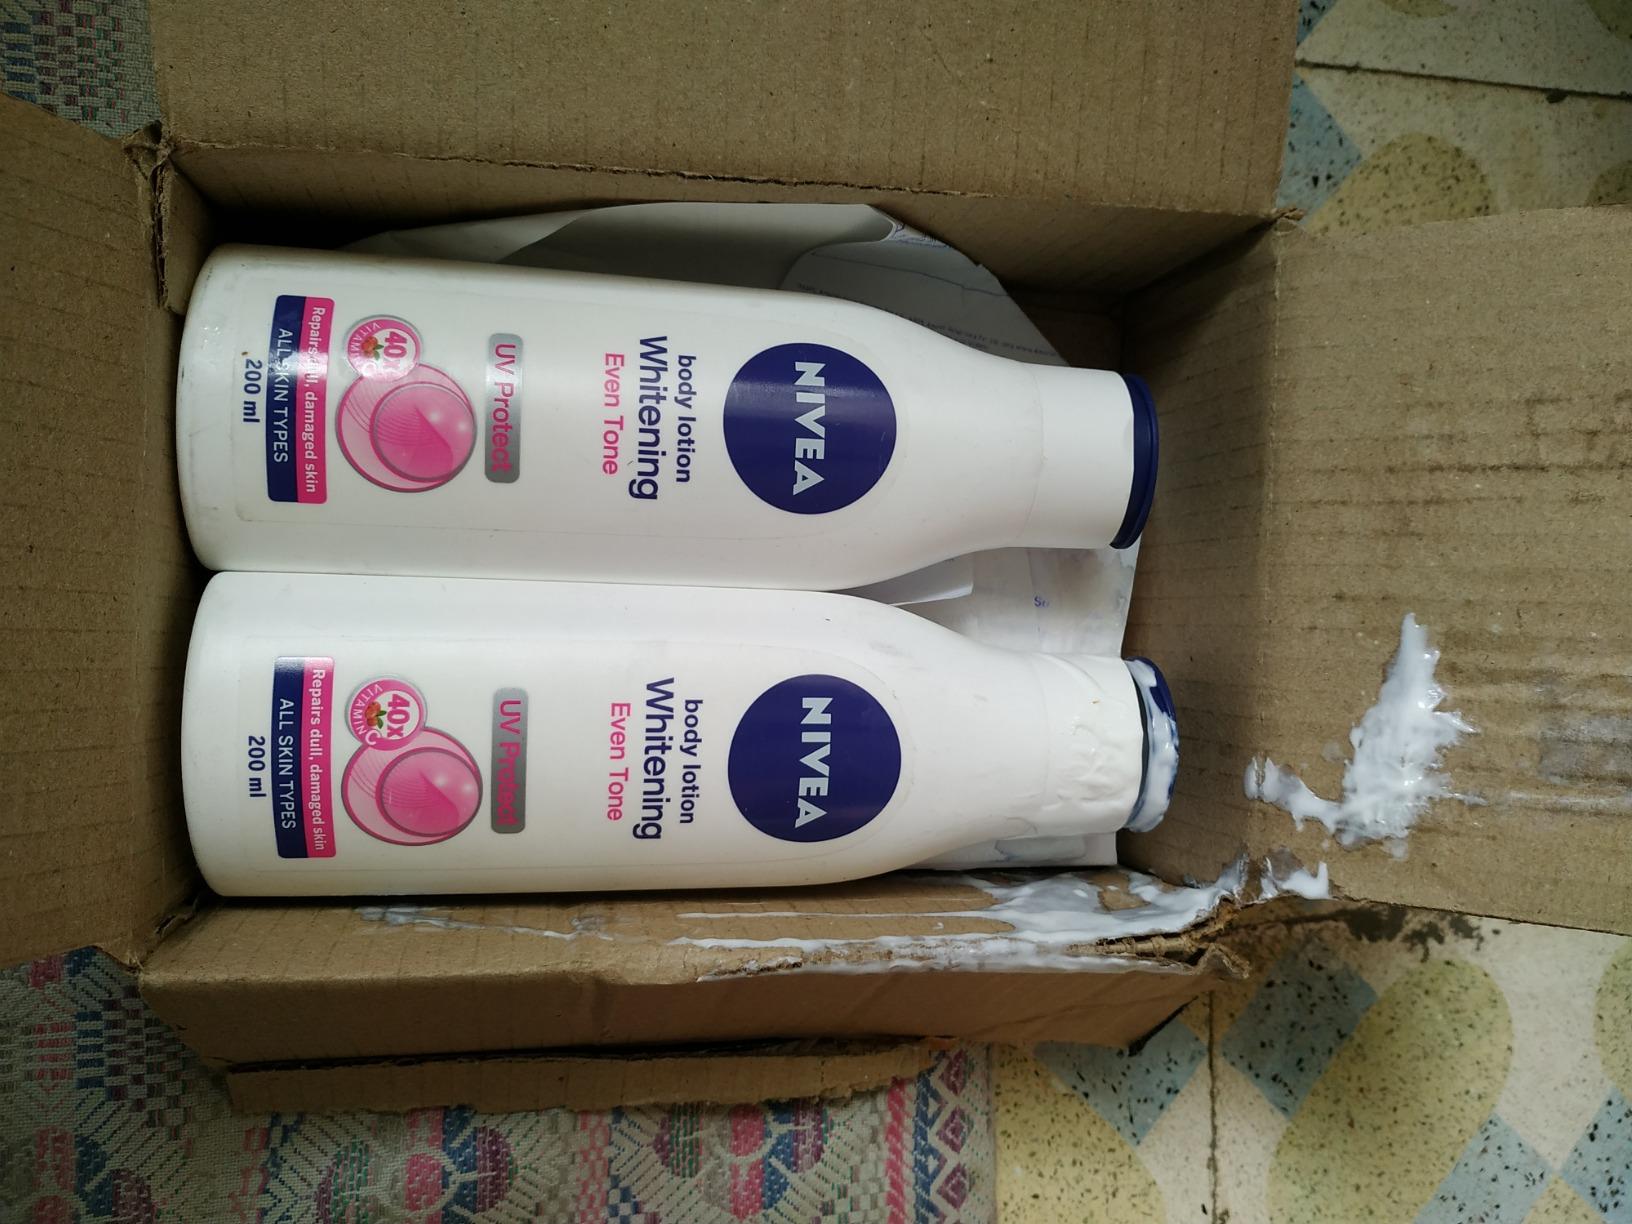 NIVEA
body lotion
Whitening
Even Tone
UV Protect
40x
VITAMIN C
Repairs dull, damaged skin
ALL SKIN TYPES
200 ml
NIVEA
body lotion
Whitening
Even Tone
UV Protect
40x
VITAMIN C
Repairs dull, damaged skin
ALL SKIN TYPES
200 ml